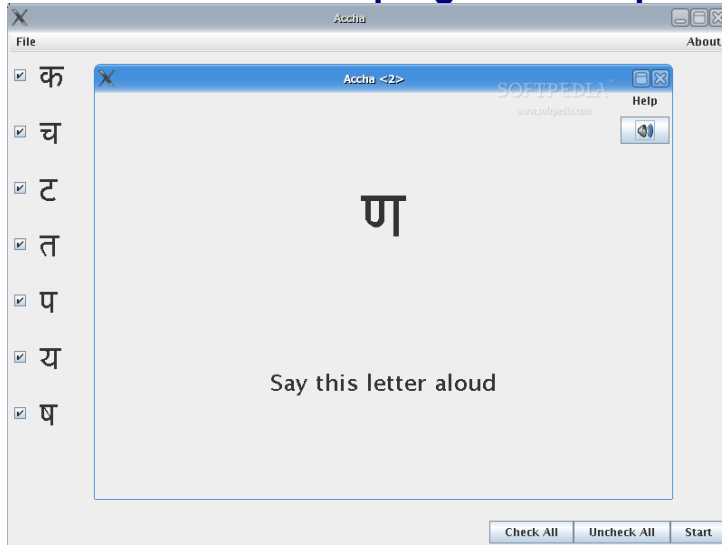 Accha
File About
क
Accha <2>
SOFTPEDIA
www.softpedia.com
Help
च
ट
ण
त
प
य
Say this letter aloud
ष
Check All Uncheck All Start